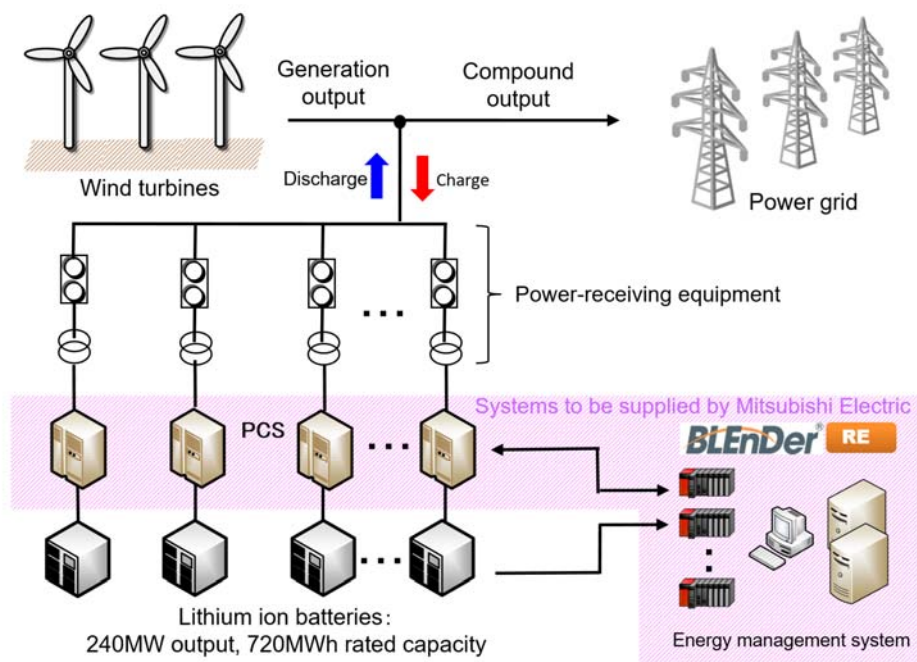 Generation
output
Compound
output
Wind turbines
Discharge
Charge
Power grid
Power-receiving equipment
Systems to be supplied by Mitsubishi Electric
PCS
BLEnDer® RE
Lithium ion batteries:
240MW output, 720MWh rated capacity
Energy management system